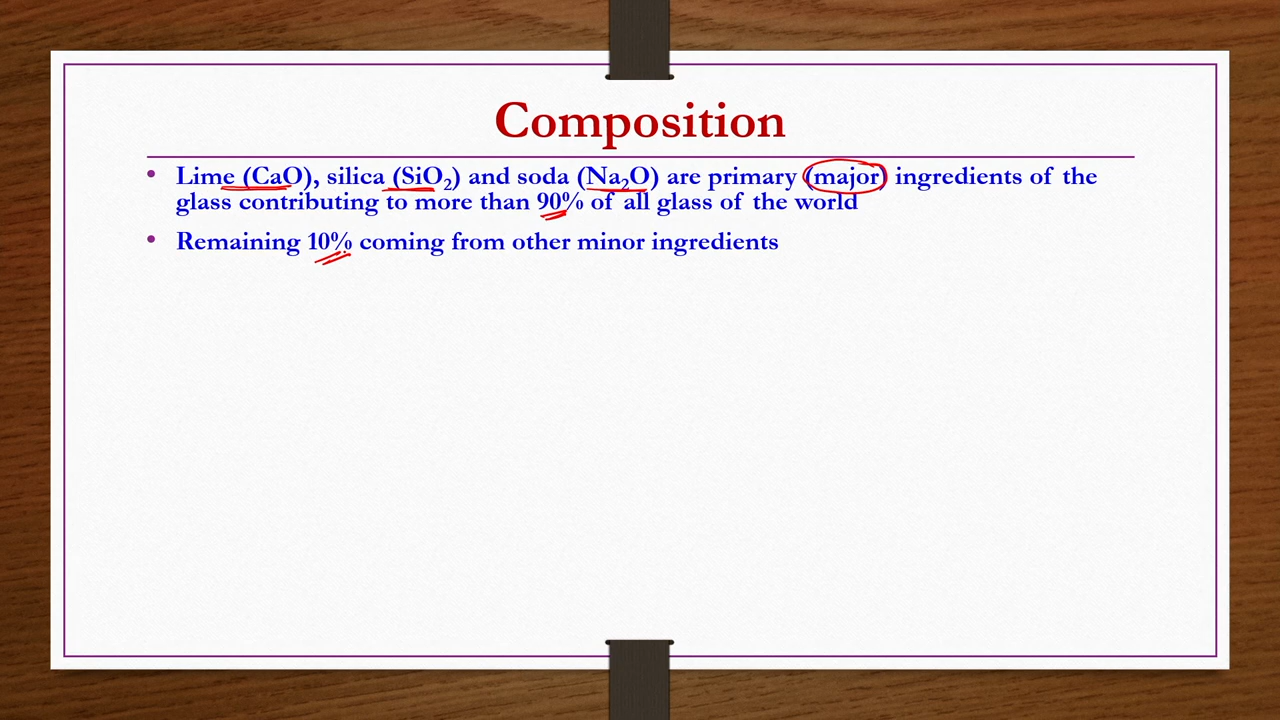 Composition
• Lime (CaO), silica (SiO₂) and soda (Na₂O) are primary (major) ingredients of the
glass contributing to more than 90% of all glass of the world
• Remaining 10% coming from other minor ingredients